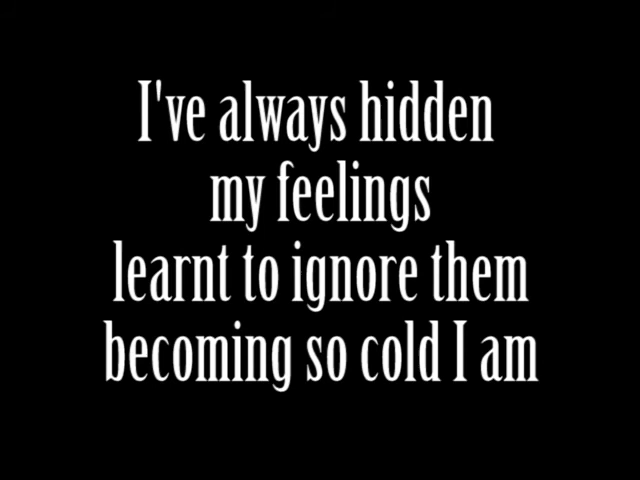 I've always hidden
my feelings
learnt to ignore them
becoming so cold I am